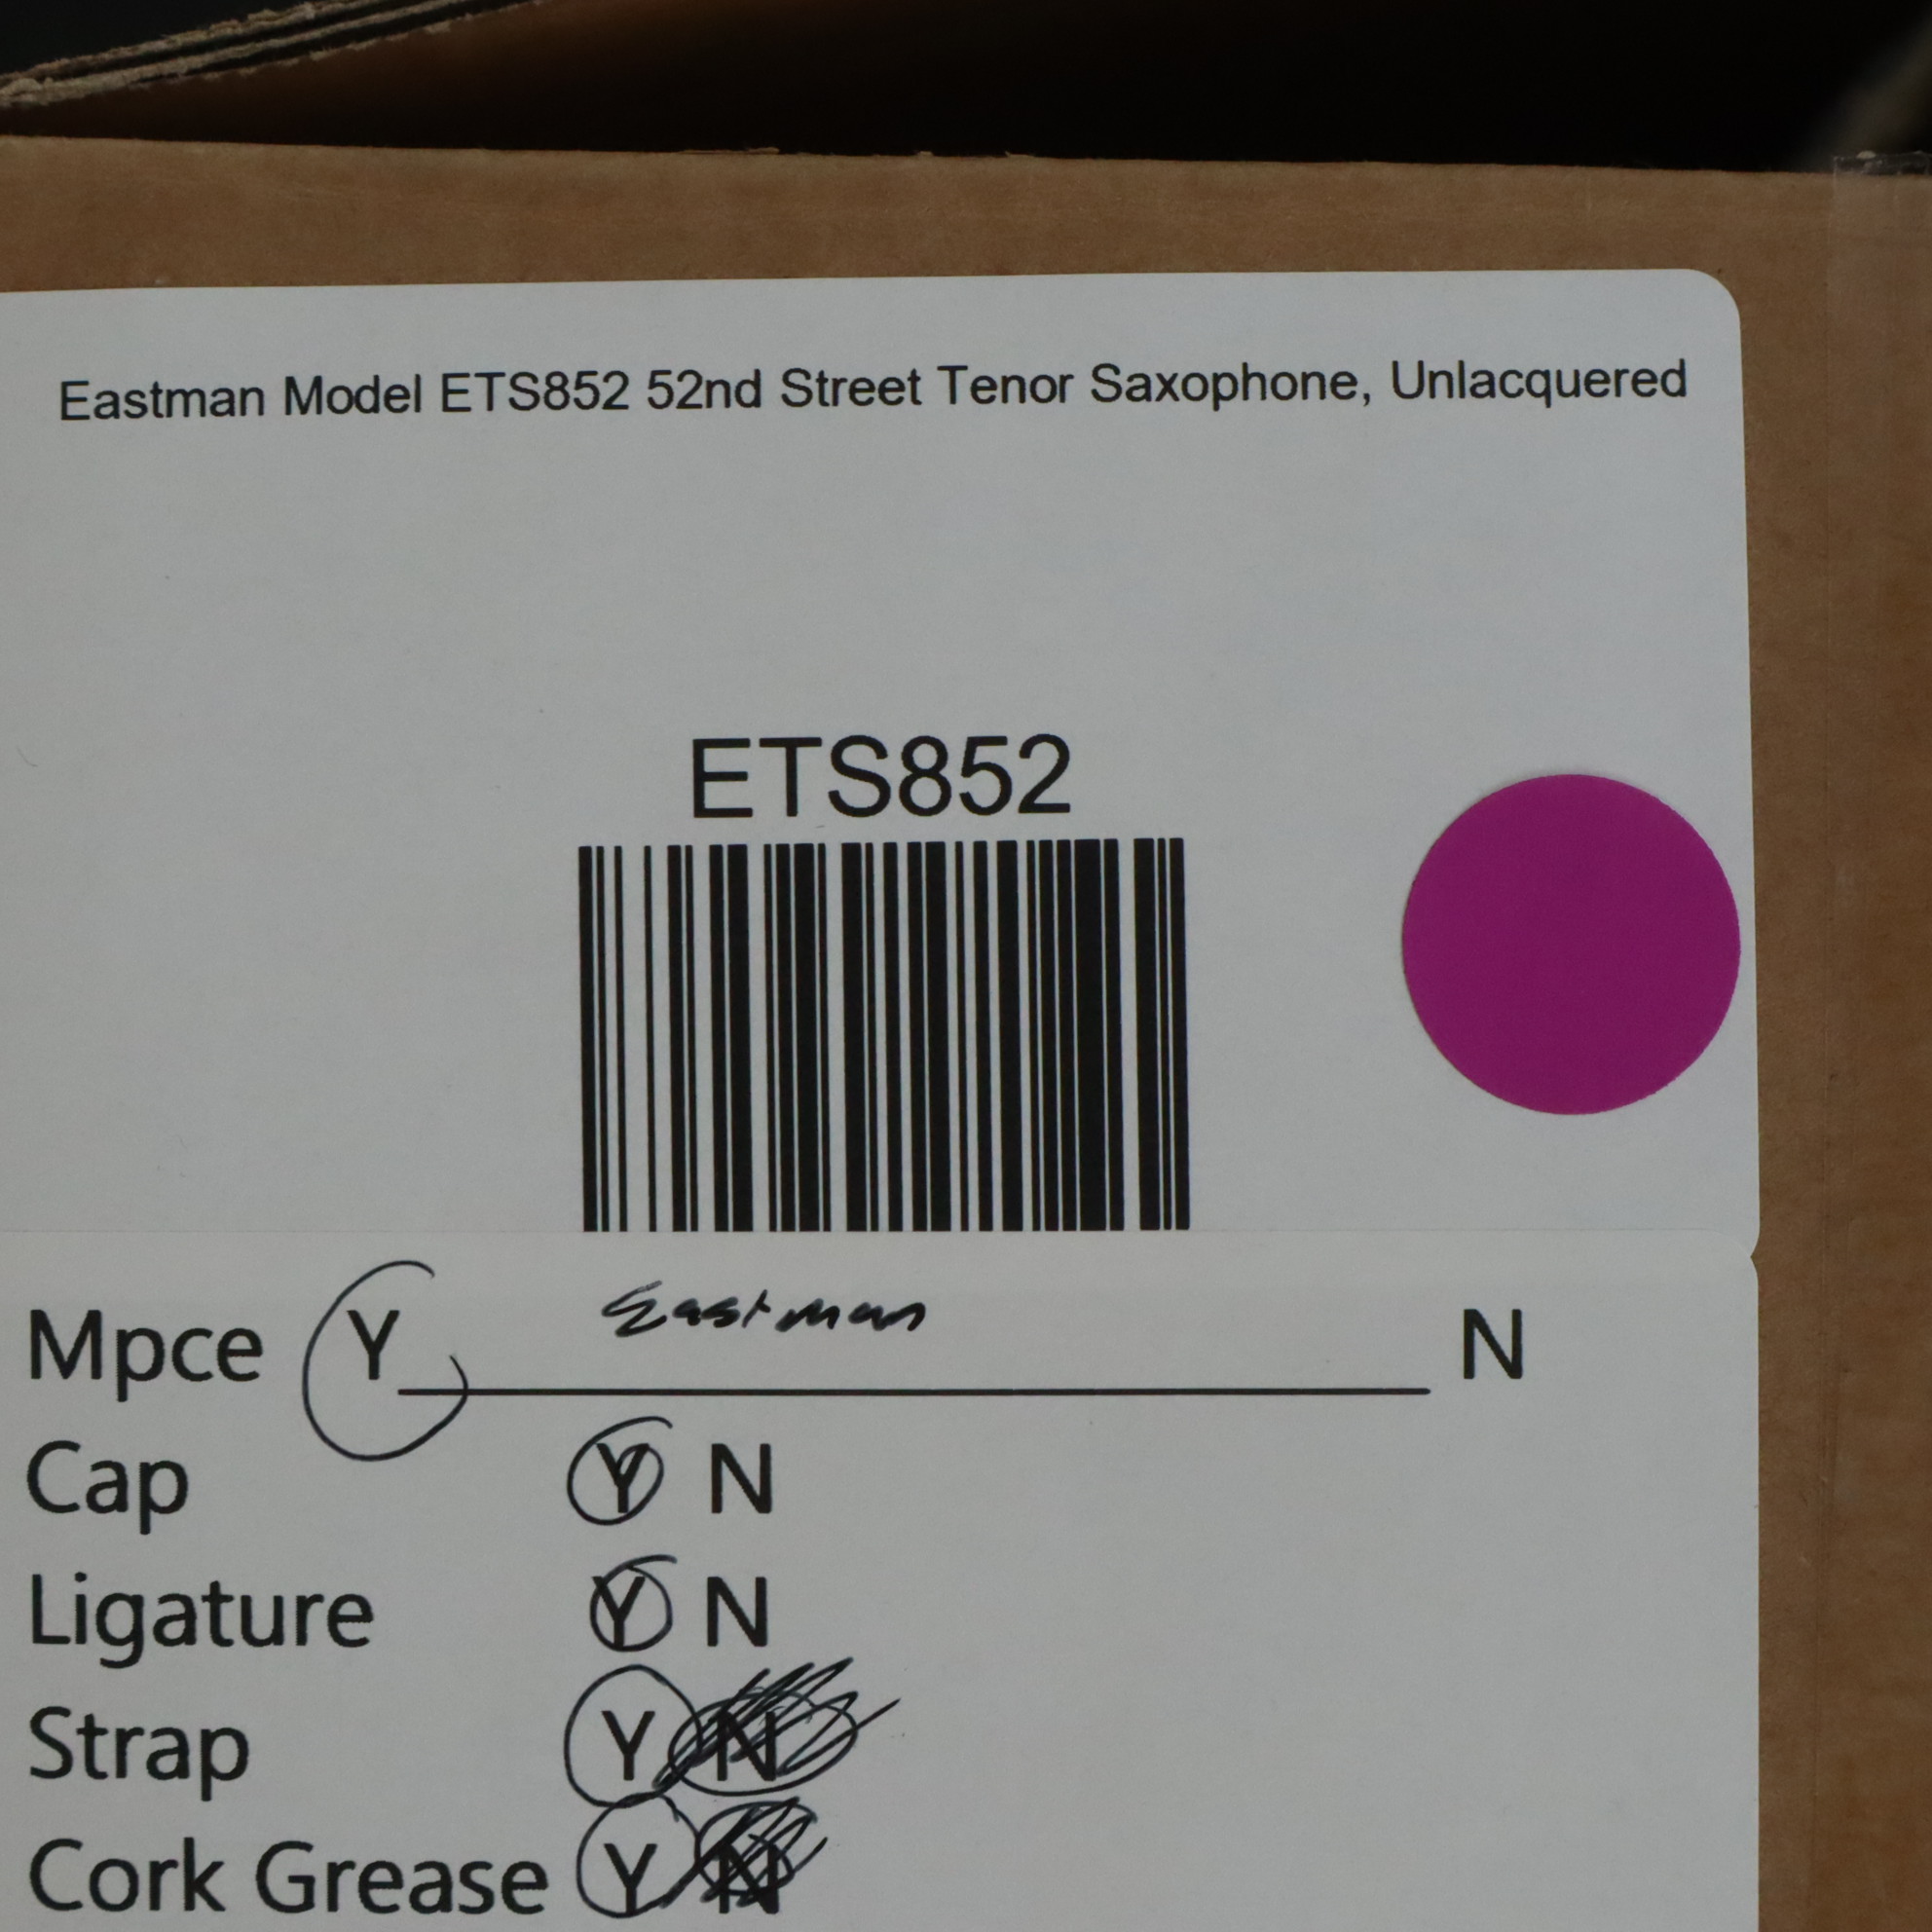 Eastman Model ETS852 52nd Street Tenor Saxophone, Unlacquered
ETS852
Mpce Y Eastman N
Cap Y N
Ligature Y N
Strap Y N
Cork Grease Y N